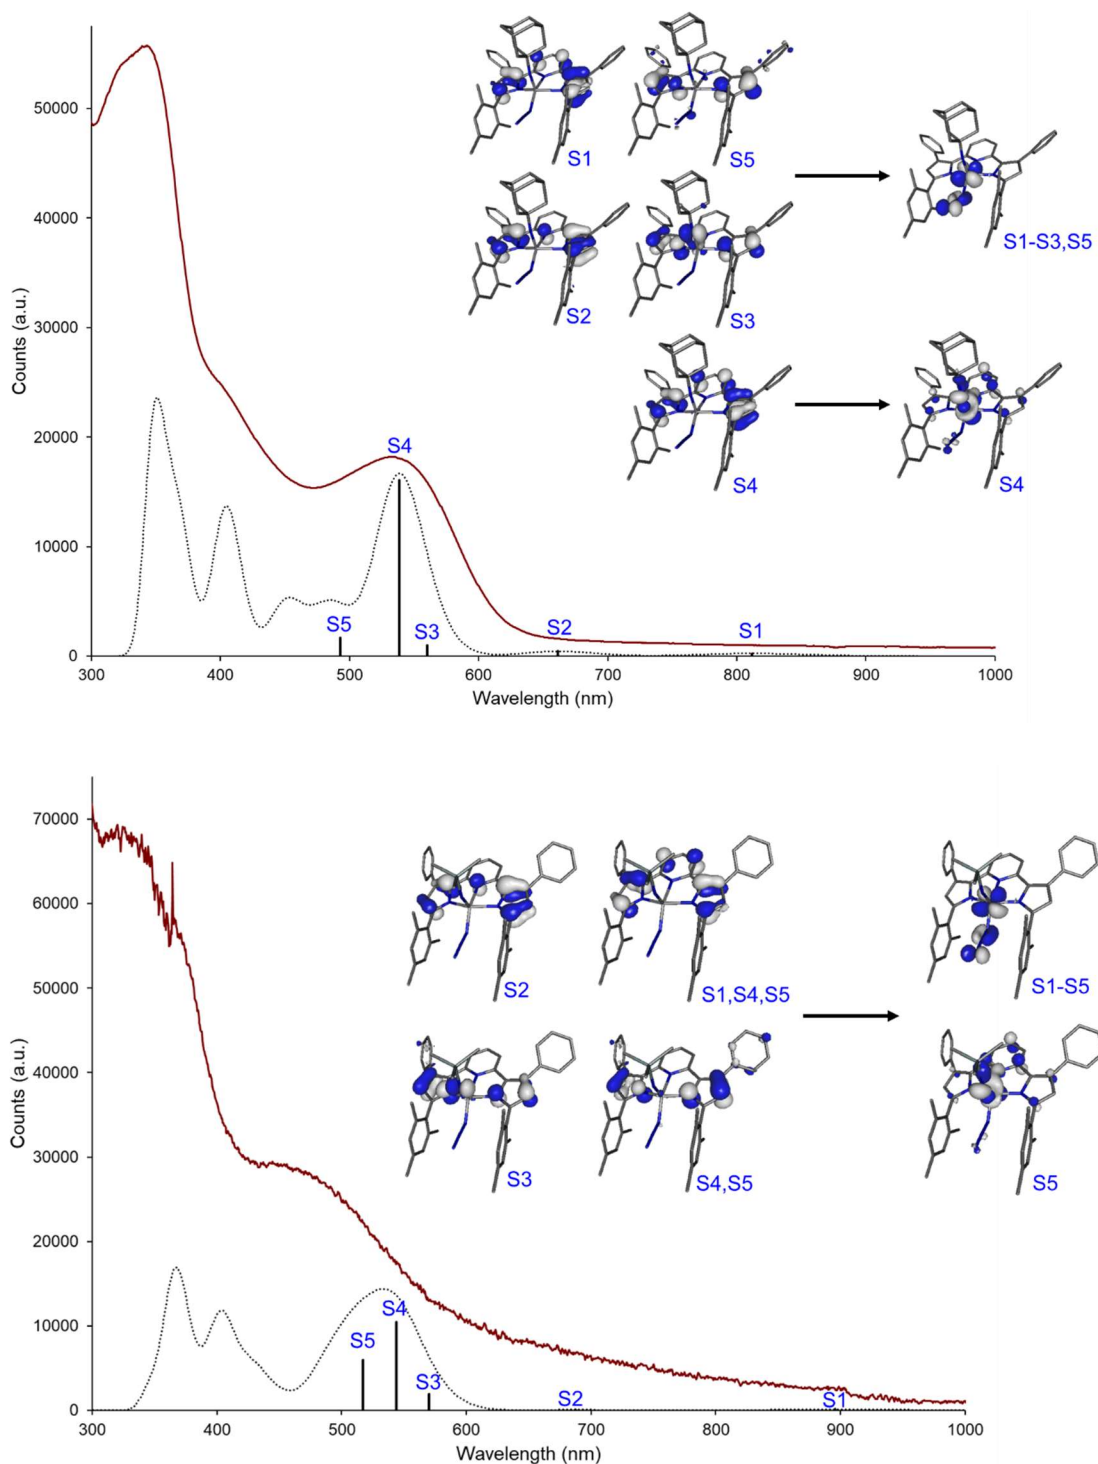 Counts (a.u.)
50000
40000
30000
20000
10000
0
S1
S5
S1-S3,S5
S2
S3
S4
S4
S4
S5
S3
S2
S1
300
400
500
600
700
800
900
1000
Wavelength (nm)
Counts (a.u.)
70000
60000
50000
40000
30000
20000
10000
0
S2
S1,S4,S5
S1-S5
S3
S4,S5
S5
S5
S4
S3
S2
S1
300
400
500
600
700
800
900
1000
Wavelength (nm)